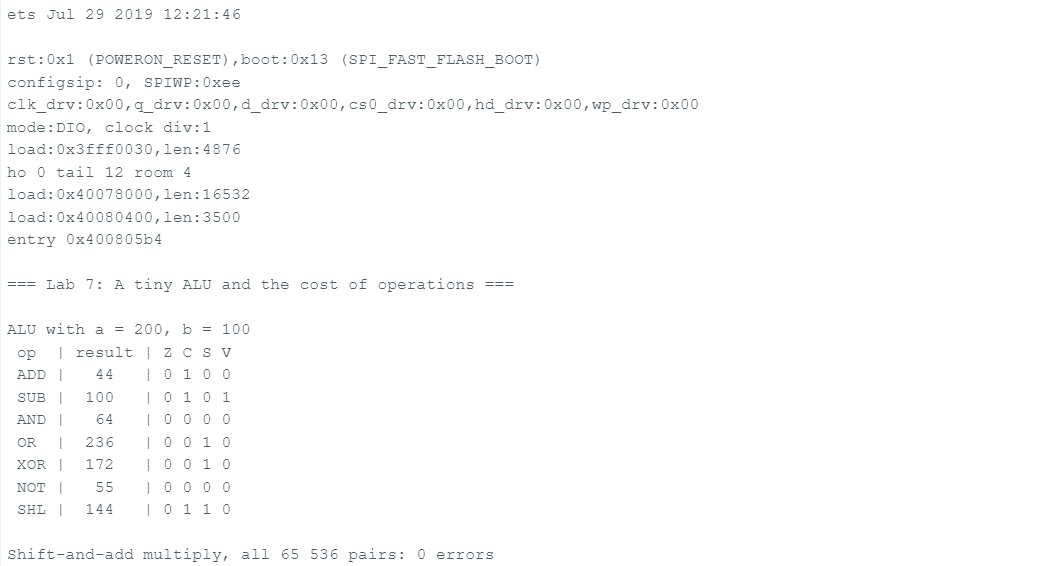 ets Jul 29 2019 12:21:46

rst:0x1 (POWERON_RESET),boot:0x13 (SPI_FAST_FLASH_BOOT)
configsip: 0, SPIWP:0xee
clk_drv:0x00,q_drv:0x00,d_drv:0x00,cs0_drv:0x00,hd_drv:0x00,wp_drv:0x00
mode:DIO, clock div:1
load:0x3fff0030,len:4876
ho 0 tail 12 room 4
load:0x40078000,len:16532
load:0x40080400,len:3500
entry 0x400805b4

=== Lab 7: A tiny ALU and the cost of operations ===

ALU with a = 200, b = 100
 op  | result | Z C S V
 ADD |   44   | 0 1 0 0
 SUB |  100   | 0 1 0 1
 AND |   64   | 0 0 0 0
 OR  |  236   | 0 0 1 0
 XOR |  172   | 0 0 1 0
 NOT |   55   | 0 0 0 0
 SHL |  144   | 0 1 1 0

Shift-and-add multiply, all 65 536 pairs: 0 errors